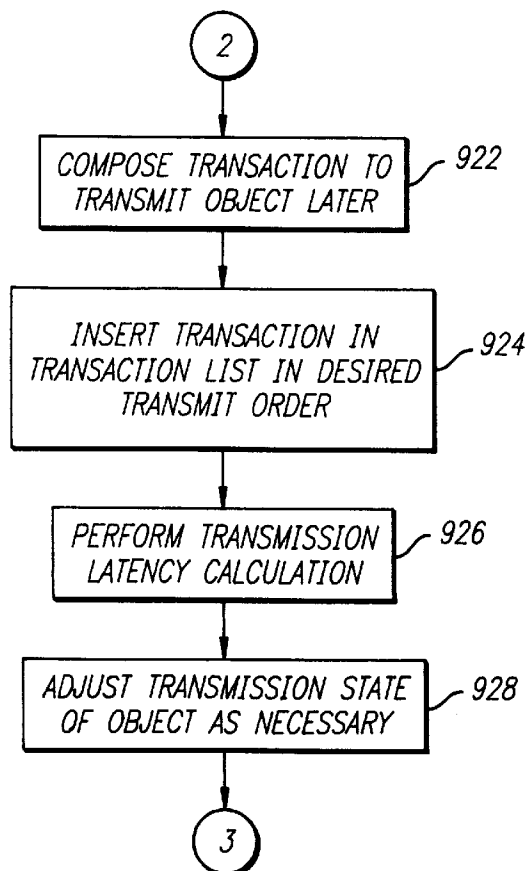 2
COMPOSE TRANSACTION TO
TRANSMIT OBJECT LATER
922
INSERT TRANSACTION IN
TRANSACTION LIST IN DESIRED
TRANSMIT ORDER
924
PERFORM TRANSMISSION
LATENCY CALCULATION
926
ADJUST TRANSMISSION STATE
OF OBJECT AS NECESSARY
928
3